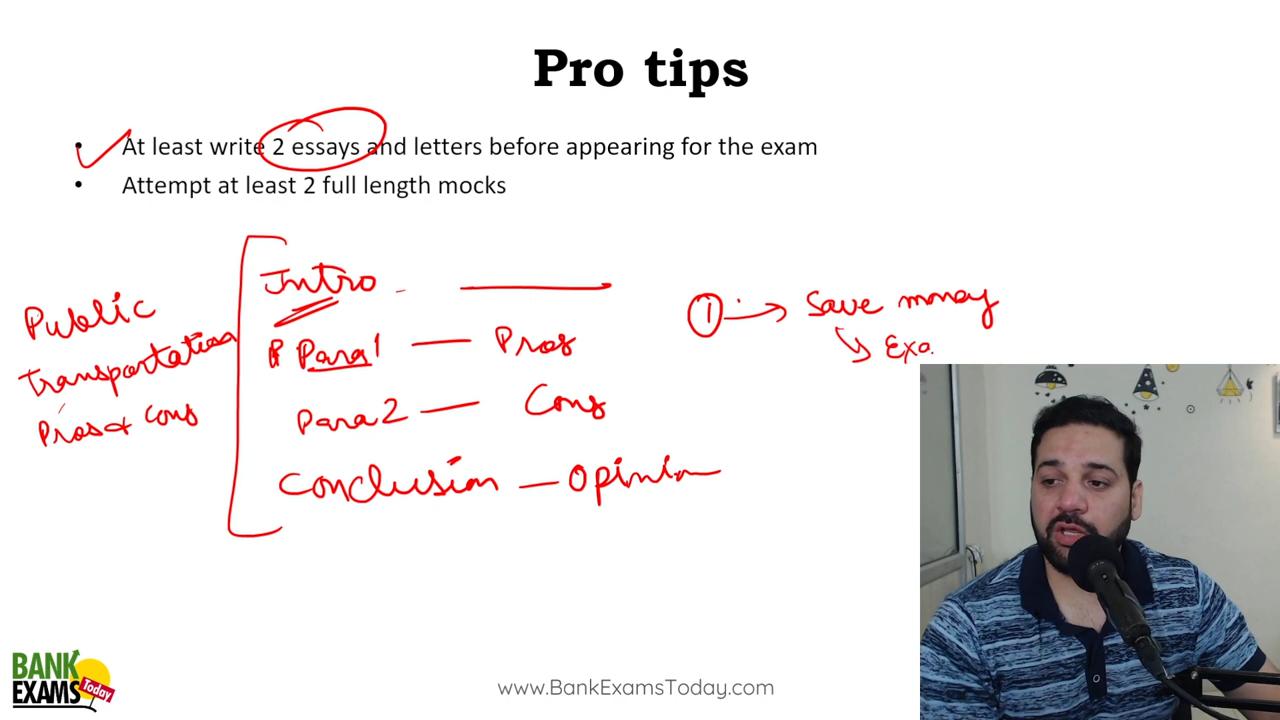 Pro tips
• At least write 2 essays and letters before appearing for the exam
• Attempt at least 2 full length mocks
Public
transportation
Pros & Cons
Intro
Para 1 — Pros
Para 2 — Cons
Conclusion — Opinion
① → Save money
Exa.
BANK
EXAMS Today
www.BankExamsToday.com